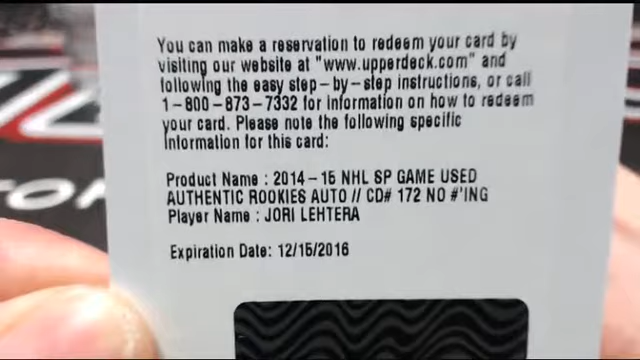 You can make a reservation to redeem your card by
visiting our website at "www.upperdeck.com" and
following the easy step-by-step instructions, or call
1-800-873-7332 for information on how to redeem
your card. Please note the following specific
information for this card:
Product Name : 2014-15 NHL SP GAME USED
AUTHENTIC ROOKIES AUTO // CD# 172 NO #'ING
Player Name : JORI LEHTERA
Expiration Date: 12/15/2016